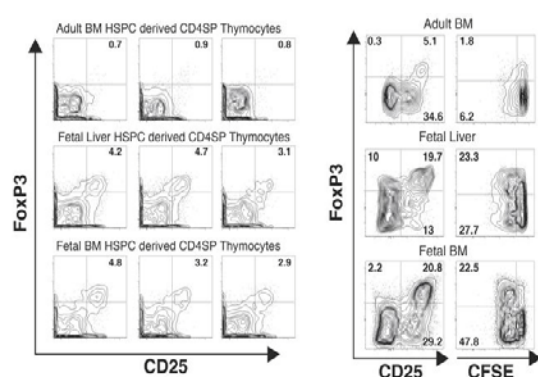 Adult BM HSPC derived CD4SP Thymocytes
0.7 0.9 0.8
Fetal Liver HSPC derived CD4SP Thymocytes
4.2 4.7 3.1
Fetal BM HSPC derived CD4SP Thymocytes
4.8 3.2 2.9
FoxP3
CD25
Adult BM
0.3 5.1 1.8
34.6 6.2
Fetal Liver
10 19.7 23.3
13 27.7
Fetal BM
2.2 20.8 22.5
29.2 47.8
FoxP3
CD25 CFSE